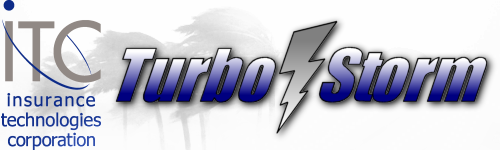 iTC
insurance
technologies
corporation
Turbo Storm